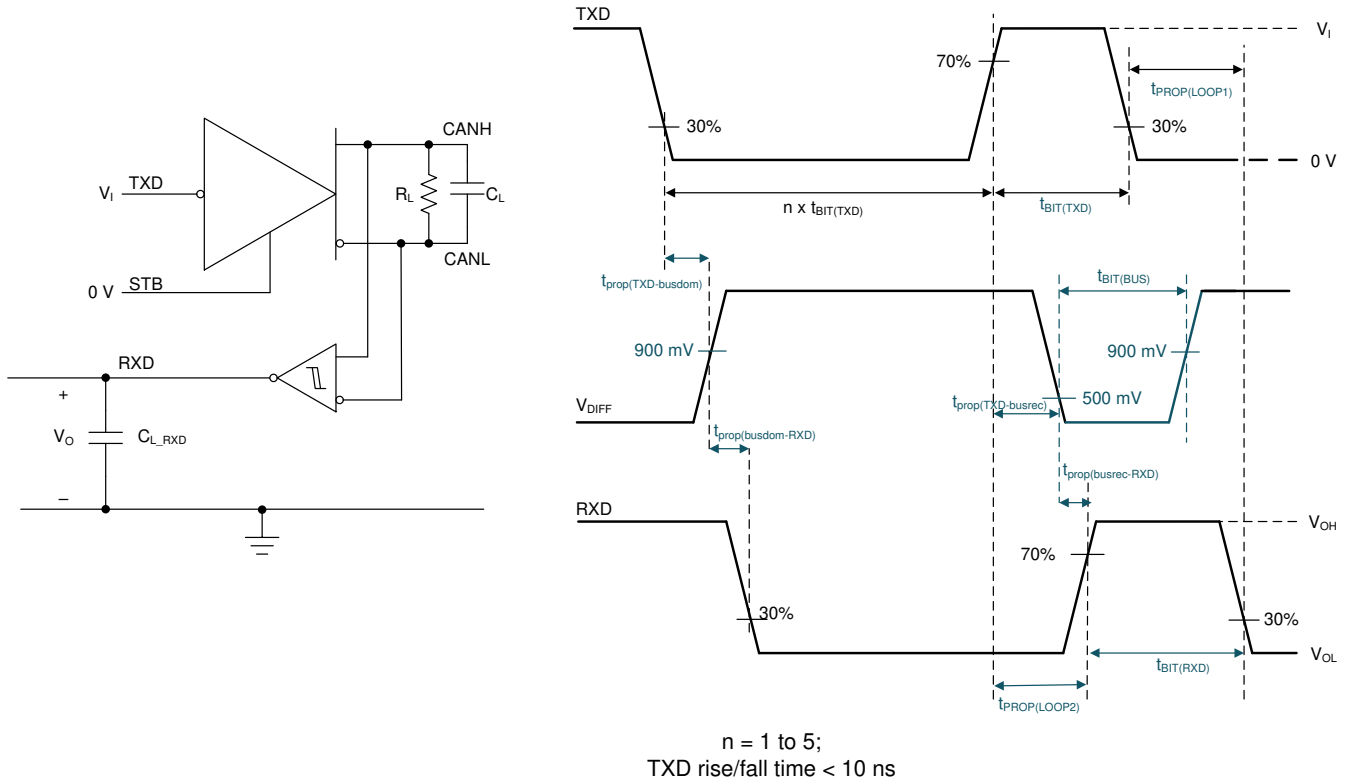 CANH
TXD
V_I
R_L
C_L
CANL
STB
0 V
RXD
+
V_O
C_L_RXD
–
TXD
V_I
70%
t_PROP(LOOP1)
30%
30%
0 V
n x t_BIT(TXD)
t_BIT(TXD)
t_prop(TXD-busdom)
t_BIT(BUS)
900 mV
900 mV
V_DIFF
t_prop(TXD-busrec)
500 mV
t_prop(busdom-RXD)
t_prop(busrec-RXD)
RXD
V_OH
70%
30%
30%
V_OL
t_BIT(RXD)
t_PROP(LOOP2)
n = 1 to 5;
TXD rise/fall time < 10 ns